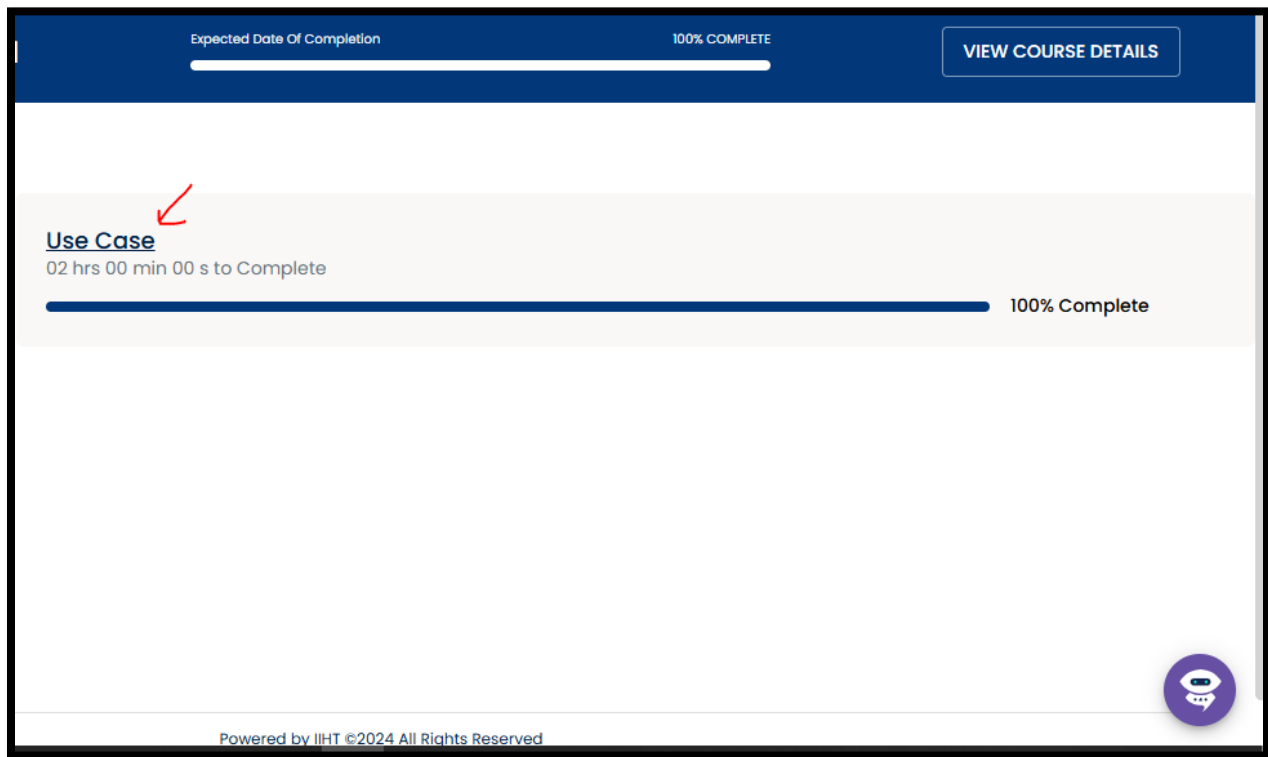 Expected Date Of Completion
100% COMPLETE
VIEW COURSE DETAILS
Use Case
02 hrs 00 min 00 s to Complete
100% Complete
Powered by IIHT ©2024 All Rights Reserved